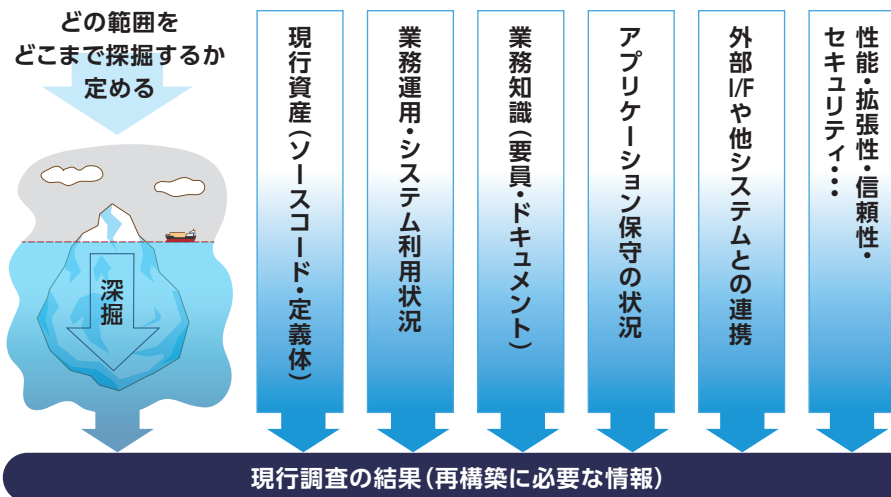 どの範囲を
どこまで探掘するか
定める
深掘
現行資産（ソースコード・定義体）
業務運用・システム利用状況
業務知識（要員・ドキュメント）
アプリケーション保守の状況
外部I/Fや他システムとの連携
性能・拡張性・信頼性・
セキュリティ・・・
現行調査の結果（再構築に必要な情報）